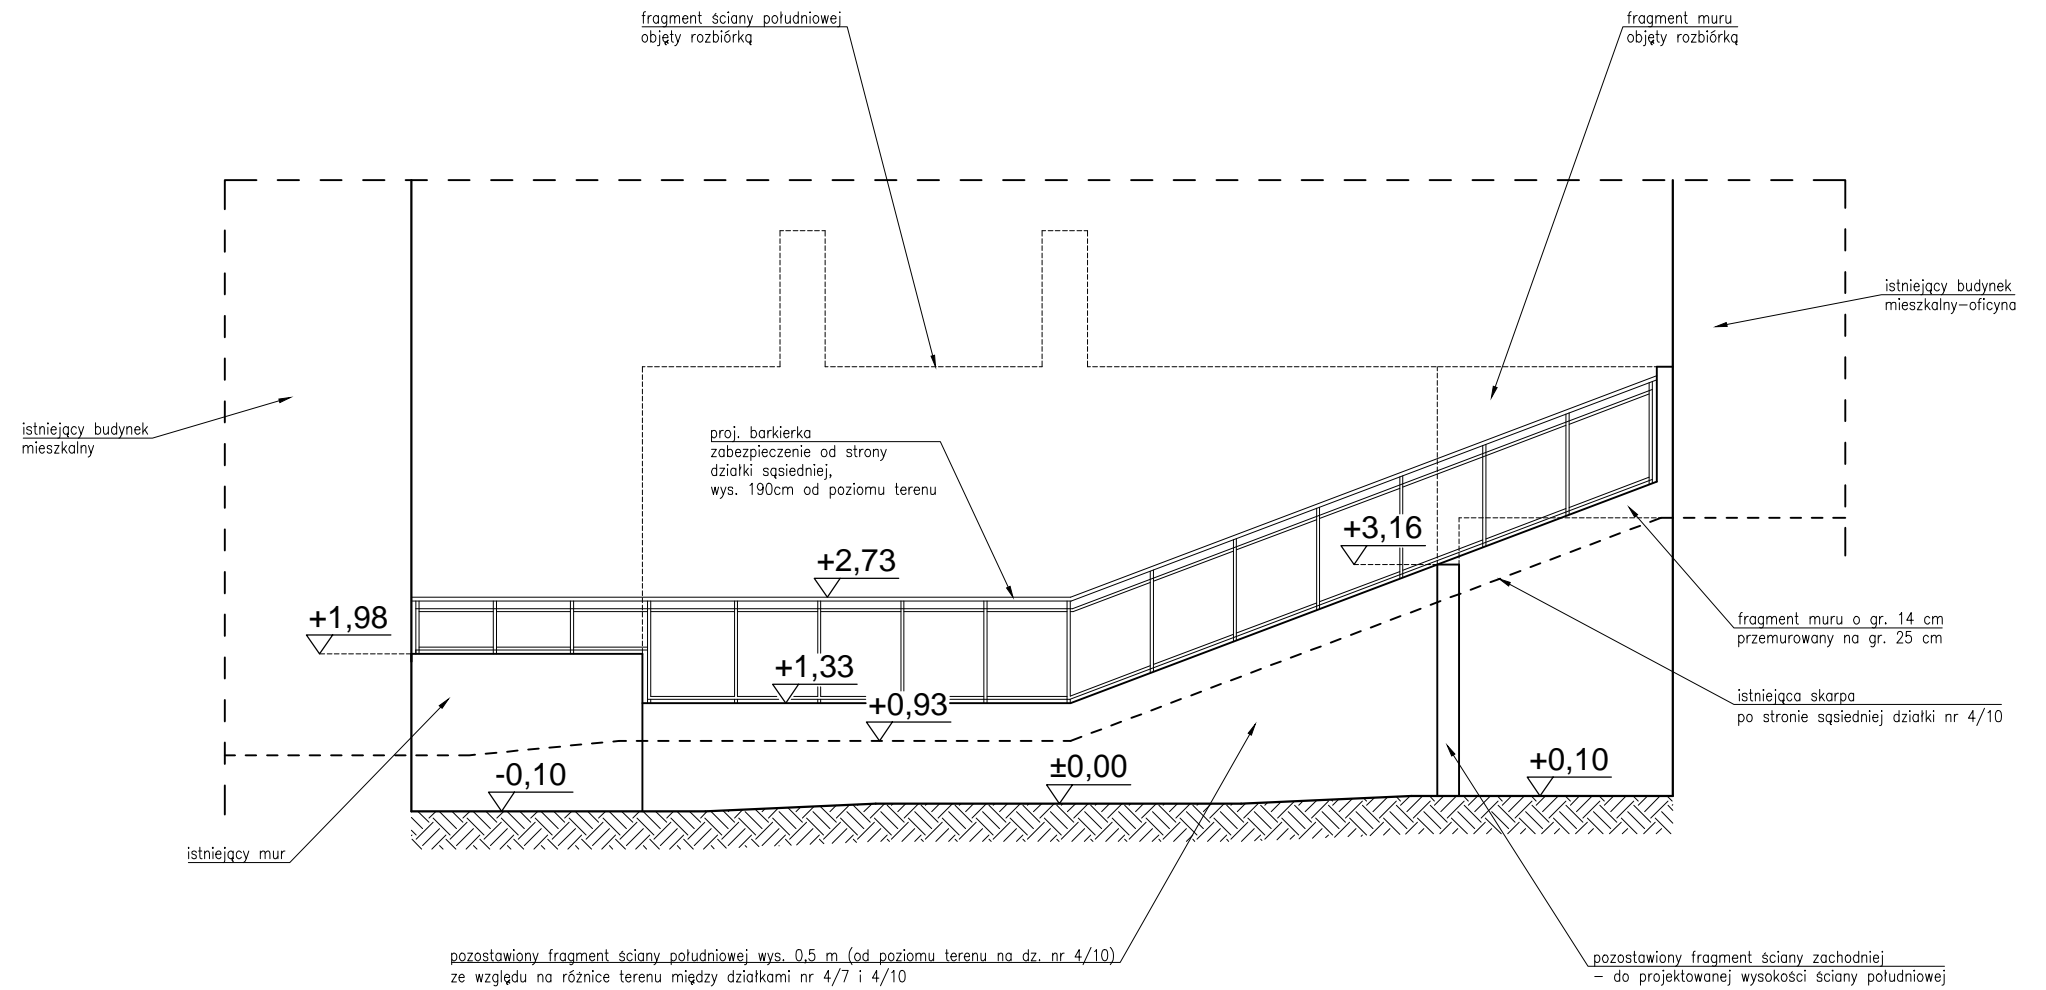 fragment ściany południowej
objęty rozbiórką
fragment muru
objęty rozbiórką
istniejący budynek
mieszkalny-oficyna
istniejący budynek
mieszkalny
proj. barkierka
zabezpieczenie od strony
działki sąsiedniej,
wys. 190cm od poziomu terenu
+3,16
+2,73
+1,98
+1,33
+0,93
-0,10
±0,00
+0,10
fragment muru o gr. 14 cm
przemurowany na gr. 25 cm
istniejąca skarpa
po stronie sąsiedniej działki nr 4/10
istniejący mur
pozostawiony fragment ściany południowej wys. 0,5 m (od poziomu terenu na dz. nr 4/10)
ze względu na różnice terenu między działkami nr 4/7 i 4/10
pozostawiony fragment ściany zachodniej
- do projektowanej wysokości ściany południowej